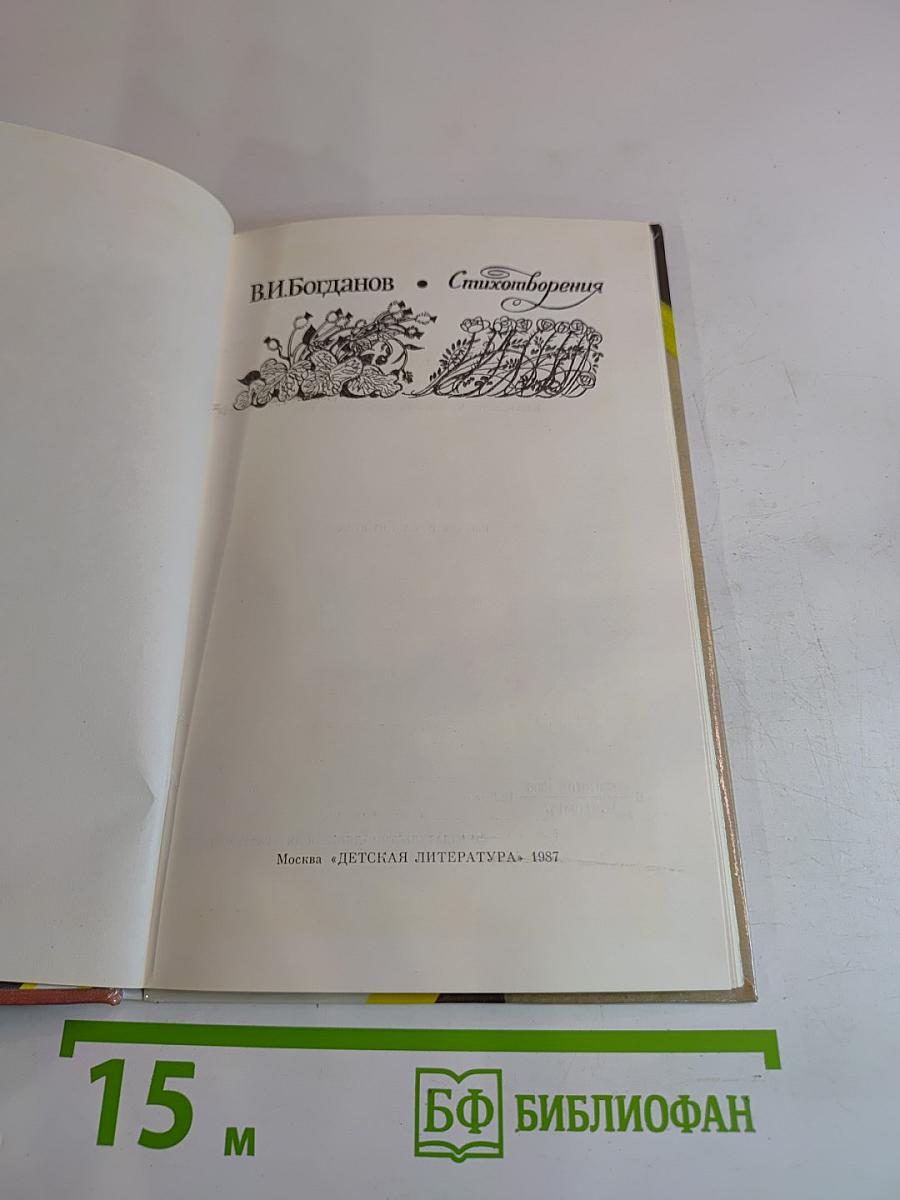 В.И.Богданов • Стихотворения
Москва «ДЕТСКАЯ ЛИТЕРАТУРА» 1987
15 м
БФ БИБЛИОФАН